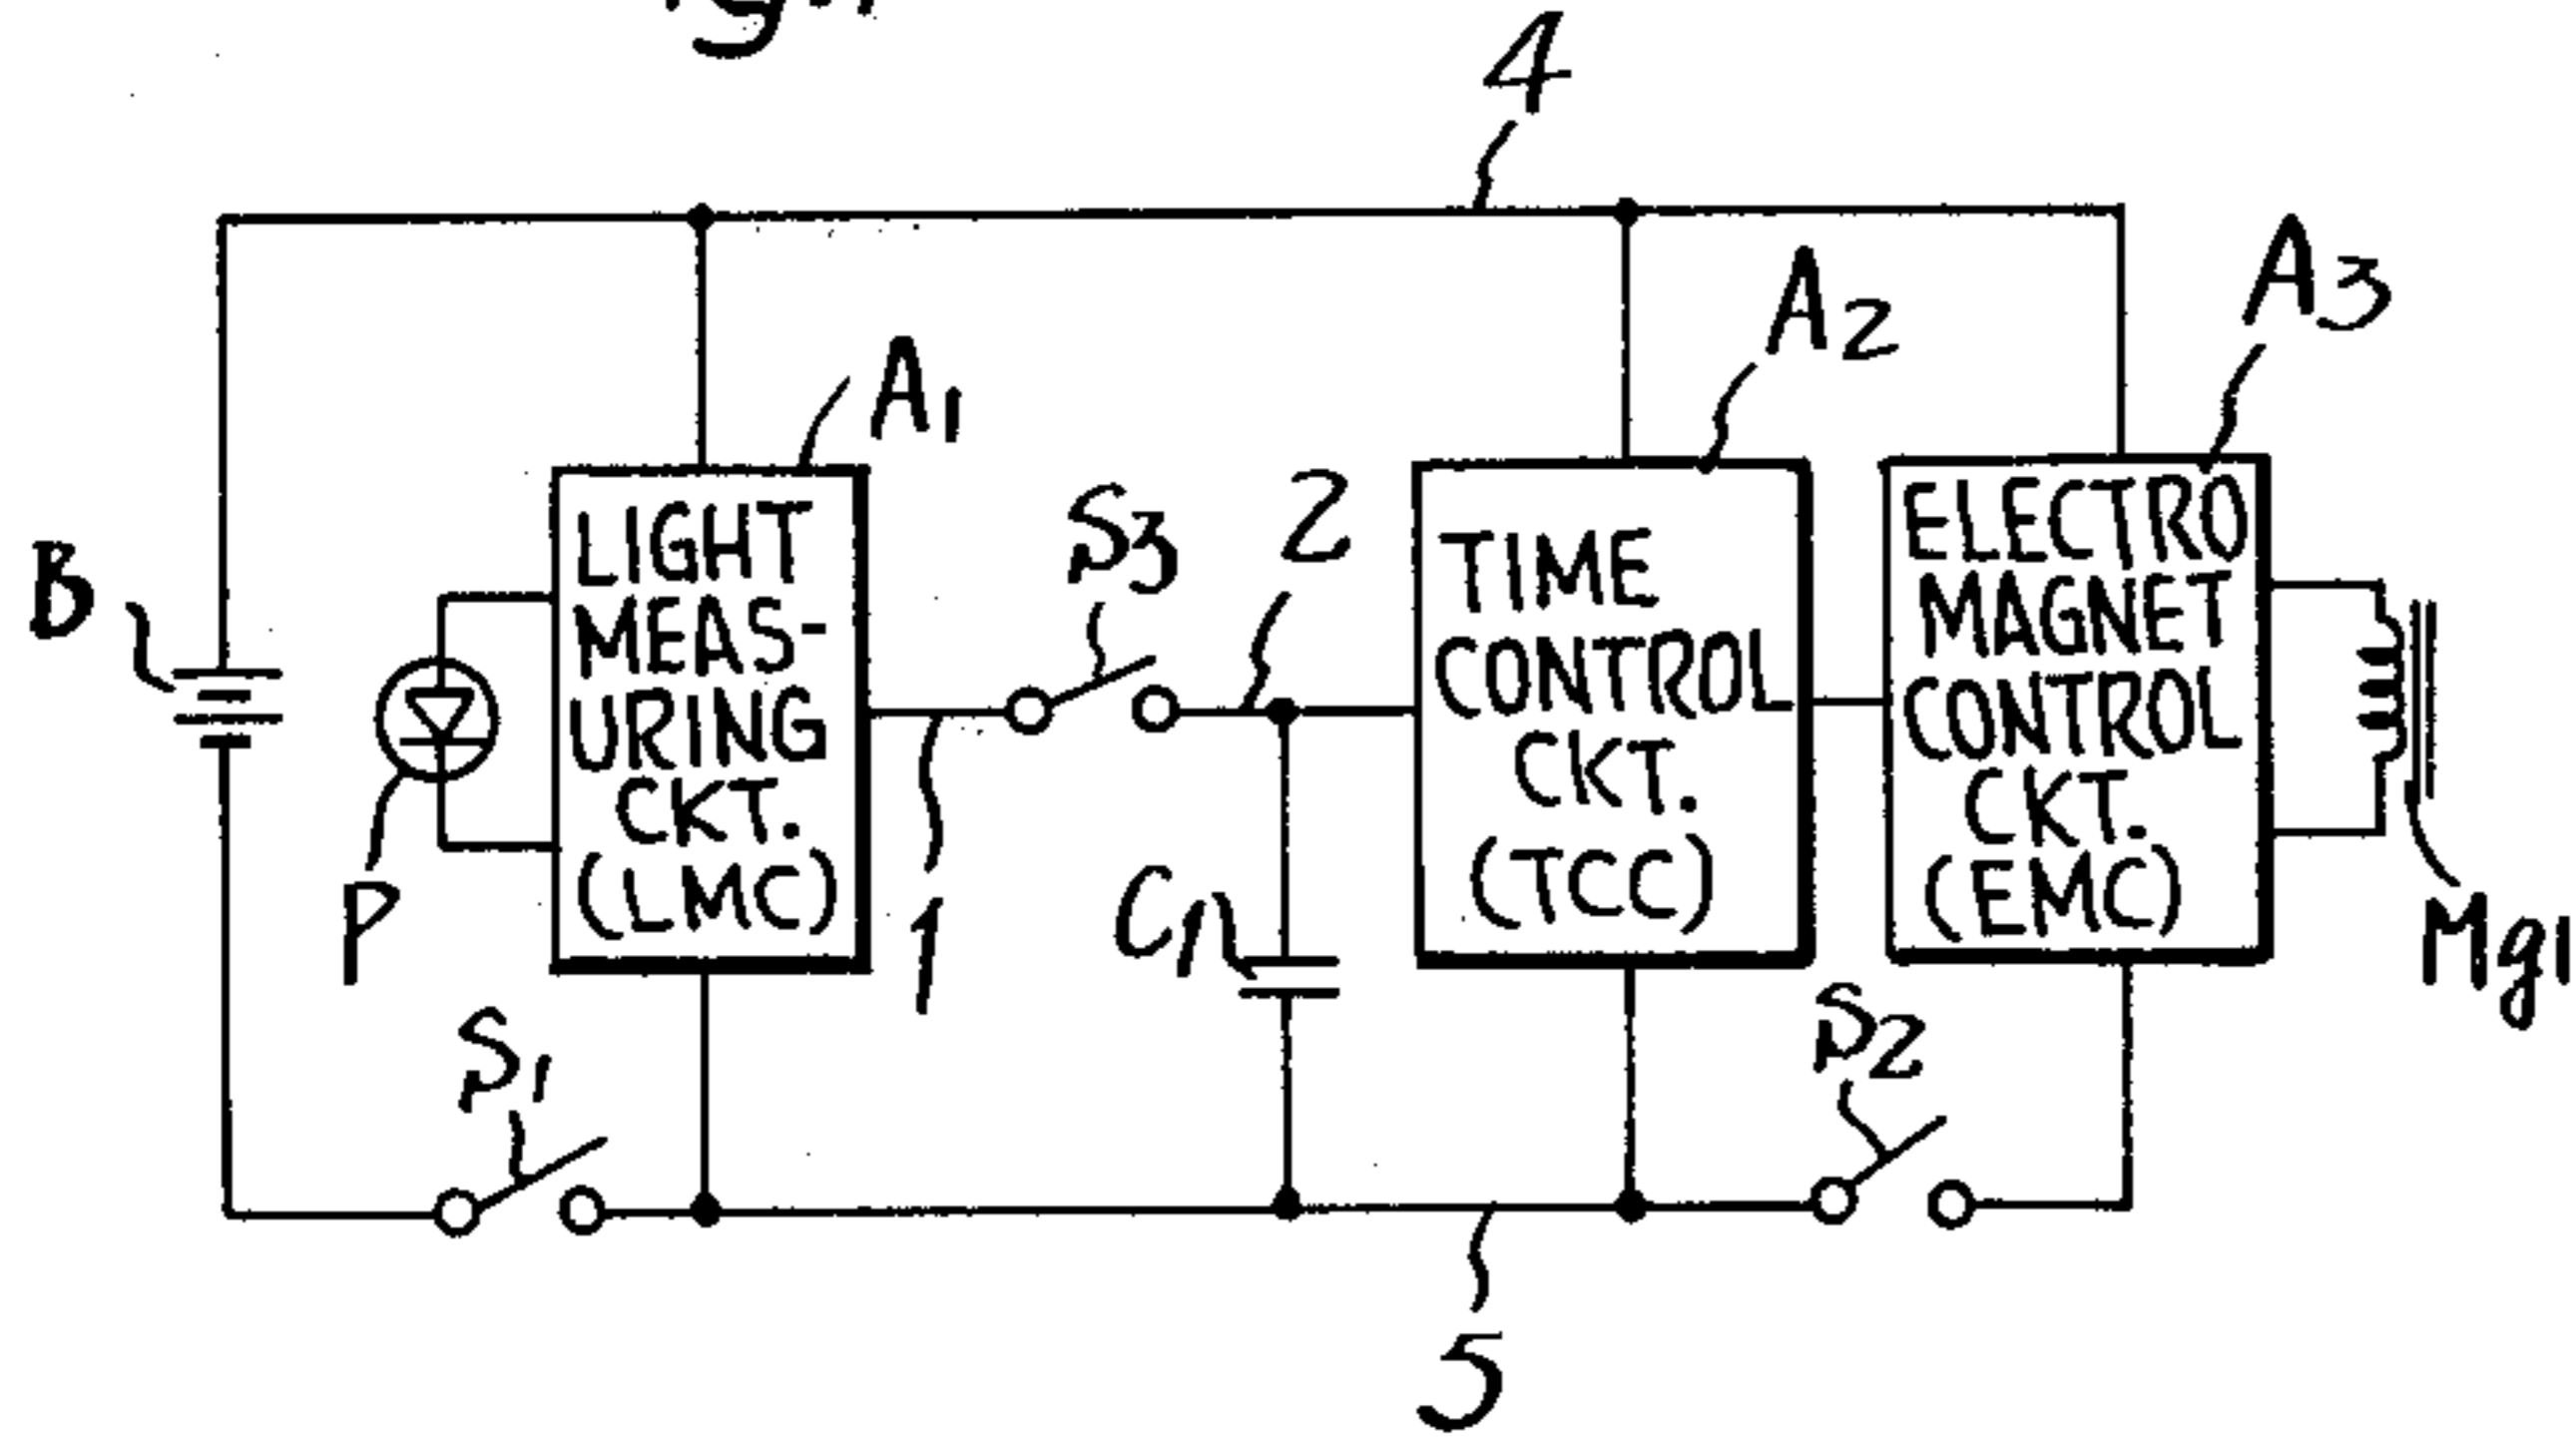 4
A1
A2
A3
B
P
LIGHT
MEAS-
URING
CKT.
(LMC)
S3
1
2
C1
TIME
CONTROL
CKT.
(TCC)
ELECTRO
MAGNET
CONTROL
CKT.
(EMC)
Mg1
S1
S2
5